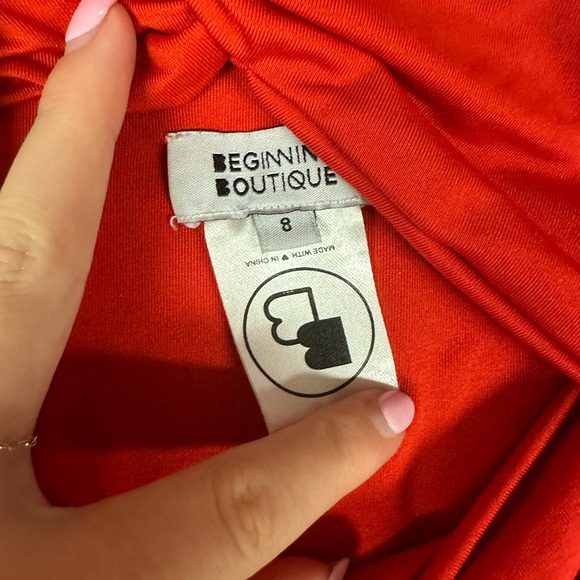 BEGINNIN
BOUTIQUE
8
MADE WITH ♥ IN CHINA